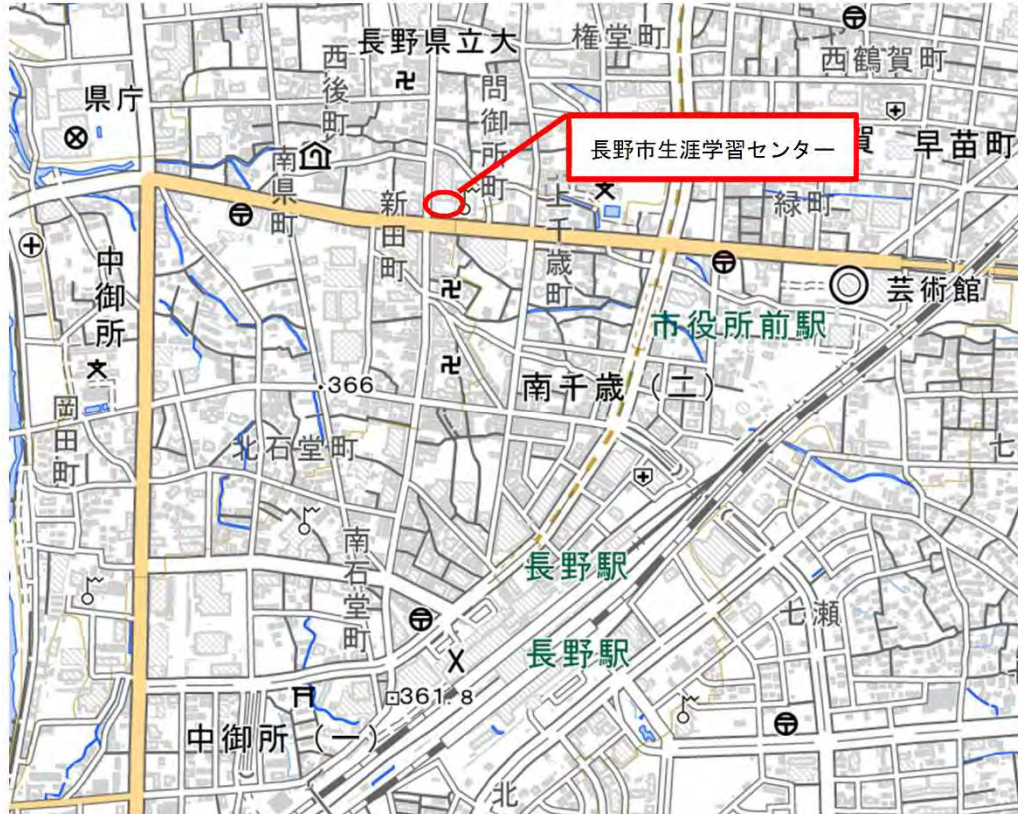 長野県立大
権堂町
西鶴賀町
西後町
県庁
問御所町
長野市生涯学習センター
賀
早苗町
南県町
新田町
上千歳町
緑町
中御所
芸術館
市役所前駅
366
南千歳(二)
岡田町
北石堂町
七
南石堂町
長野駅
七瀬
長野駅
361.8
中御所(一)
北